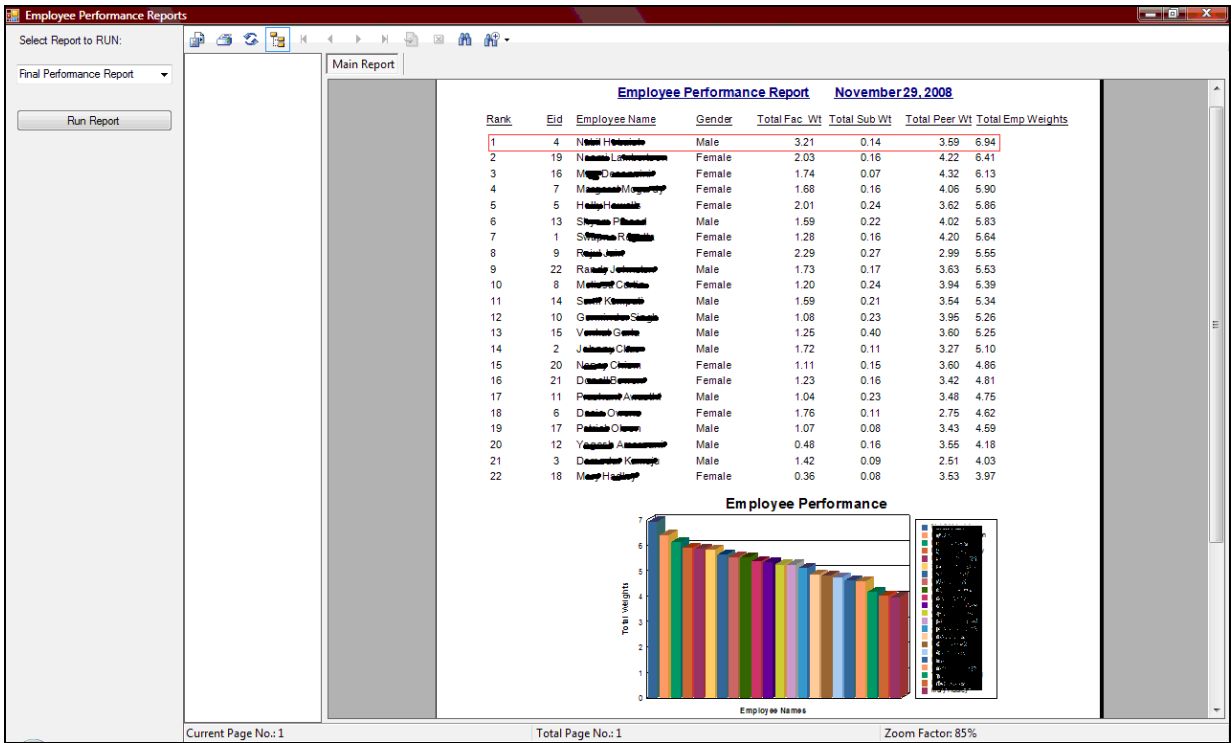 Employee Performance Reports
Select Report to RUN:
Final Performance Report
Run Report
Main Report
Employee Performance Report November 29, 2008
Rank Eid Employee Name Gender Total Fac Wt Total Sub Wt Total Peer Wt Total Emp Weights
1 4 Male 3.21 0.14 3.59 6.94
2 19 Female 2.03 0.16 4.22 6.41
3 16 Female 1.74 0.07 4.32 6.13
4 7 Female 1.68 0.16 4.06 5.90
5 5 Female 2.01 0.24 3.62 5.86
6 13 Male 1.59 0.22 4.02 5.83
7 1 Female 1.28 0.16 4.20 5.64
8 9 Female 2.29 0.27 2.99 5.55
9 22 Male 1.73 0.17 3.63 5.53
10 8 Female 1.20 0.24 3.94 5.39
11 14 Male 1.59 0.21 3.54 5.34
12 10 Male 1.08 0.23 3.95 5.26
13 15 Male 1.25 0.40 3.60 5.25
14 2 Male 1.72 0.11 3.27 5.10
15 20 Female 1.11 0.15 3.60 4.86
16 21 Female 1.23 0.16 3.42 4.81
17 11 Male 1.04 0.23 3.48 4.75
18 6 Female 1.76 0.11 2.75 4.62
19 17 Male 1.07 0.08 3.43 4.59
20 12 Male 0.48 0.16 3.55 4.18
21 3 Male 1.42 0.09 2.51 4.03
22 18 Female 0.36 0.08 3.53 3.97
Employee Performance
7
6
5
4
3
2
1
0
Total Weights
Employee Names
Current Page No.: 1 Total Page No.: 1 Zoom Factor: 85%